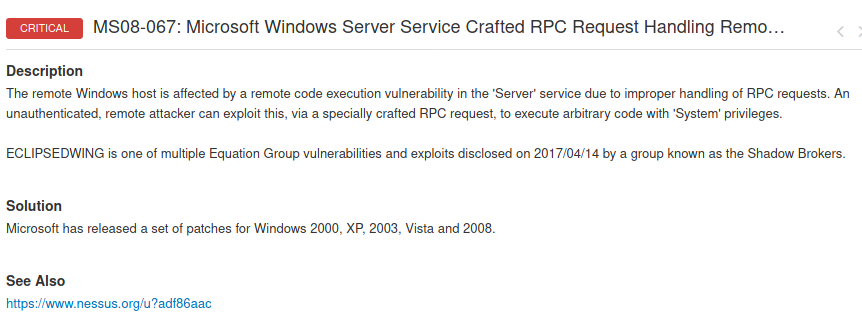 CRITICAL MS08-067: Microsoft Windows Server Service Crafted RPC Request Handling Remo…
Description
The remote Windows host is affected by a remote code execution vulnerability in the 'Server' service due to improper handling of RPC requests. An
unauthenticated, remote attacker can exploit this, via a specially crafted RPC request, to execute arbitrary code with 'System' privileges.
ECLIPSEDWING is one of multiple Equation Group vulnerabilities and exploits disclosed on 2017/04/14 by a group known as the Shadow Brokers.
Solution
Microsoft has released a set of patches for Windows 2000, XP, 2003, Vista and 2008.
See Also
https://www.nessus.org/u?adf86aac